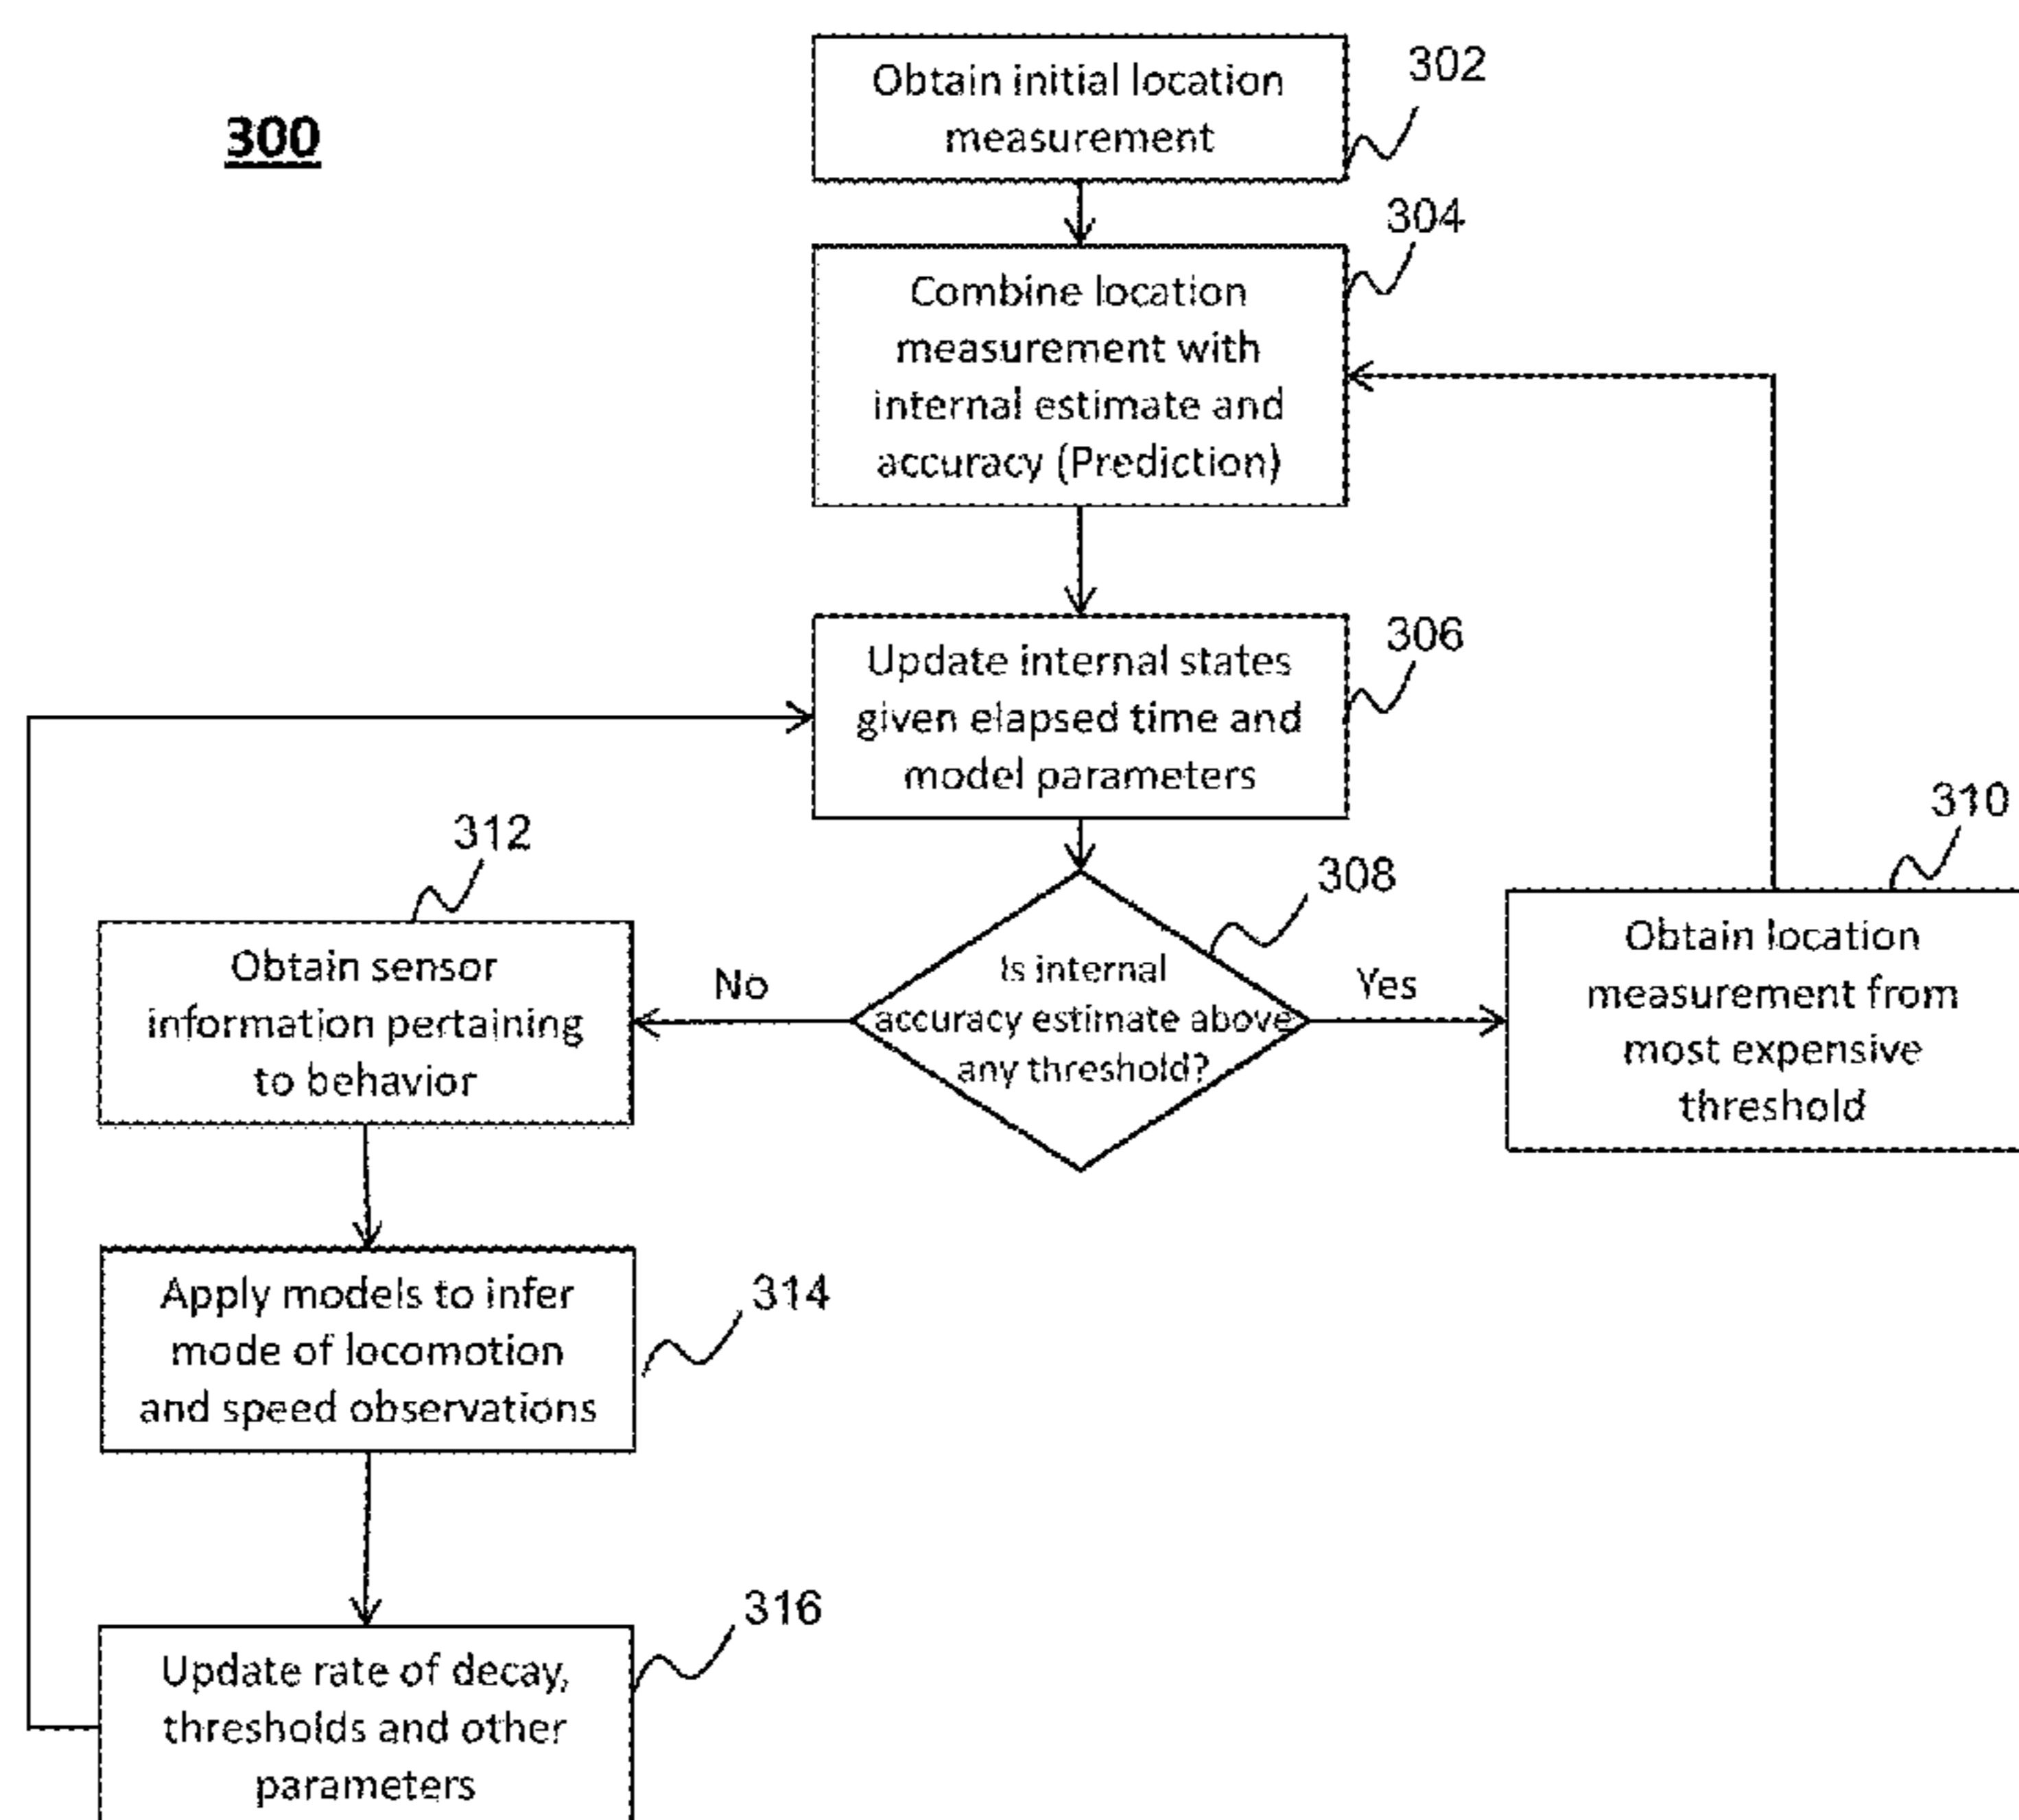 300
Obtain initial location
measurement
302
304
Combine location
measurement with
internal estimate and
accuracy (Prediction)
306
Update internal states
given elapsed time and
model parameters
308
Is internal
accuracy estimate above
any threshold?
No
Yes
310
Obtain location
measurement from
most expensive
threshold
312
Obtain sensor
information pertaining
to behavior
314
Apply models to infer
mode of locomotion
and speed observations
316
Update rate of decay,
thresholds and other
parameters